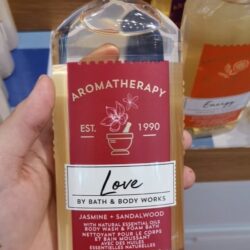 AROMATHERAPY
EST. 1990
Love
BY BATH & BODY WORKS
JASMINE + SANDALWOOD
WITH NATURAL ESSENTIAL OILS
BODY WASH & FOAM BATH
NETTOYANT POUR LE CORPS
ET BAIN MOUSSANT
AVEC DES HUILES
ESSENTIELLES NATURELLES
Energy